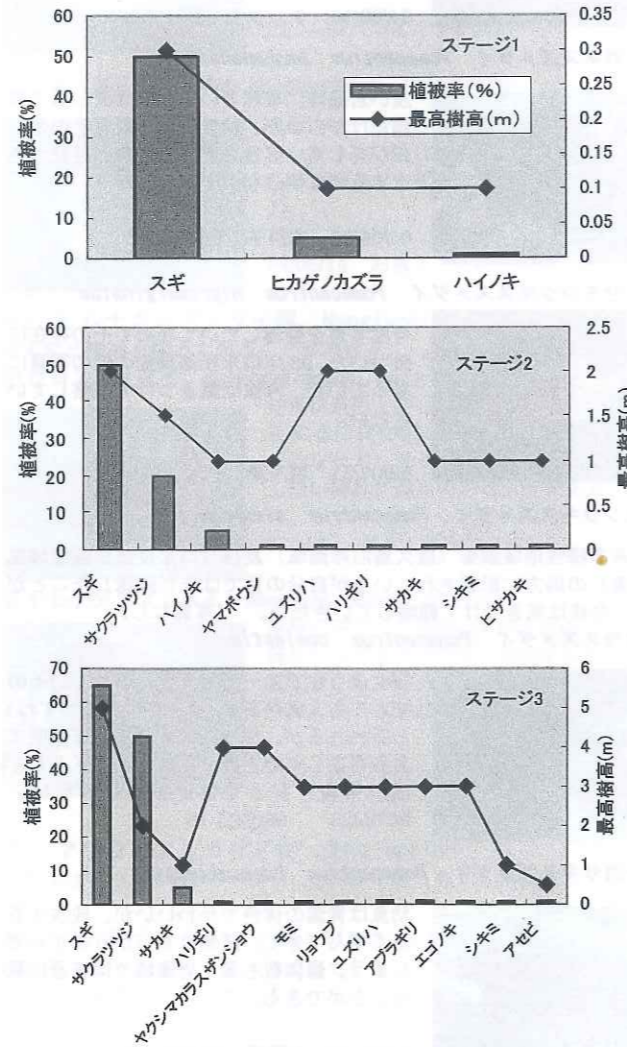 ステージ1
植被率(%)
60
50
40
30
20
10
0
植被率(%)
最高樹高(m)
0.35
0.3
0.25
0.2
0.15
0.1
0.05
0
スギ
ヒカゲノカズラ
ハイノキ
ステージ2
植被率(%)
60
50
40
30
20
10
0
2.5
2
1.5
1
0.5
0
最高樹高(m)
スギ
サクラツツジ
ハイノキ
ヤマボウシ
ユズリハ
ハリギリ
サカキ
シキミ
ヒサカキ
ステージ3
植被率(%)
70
60
50
40
30
20
10
0
6
5
4
3
2
1
0
最高樹高(m)
スギ
サクラツツジ
サカキ
ハリギリ
ヤクシマカラスザンショウ
モミ
リョウブ
ユズリハ
アブラギリ
エゴノキ
シキミ
アセビ